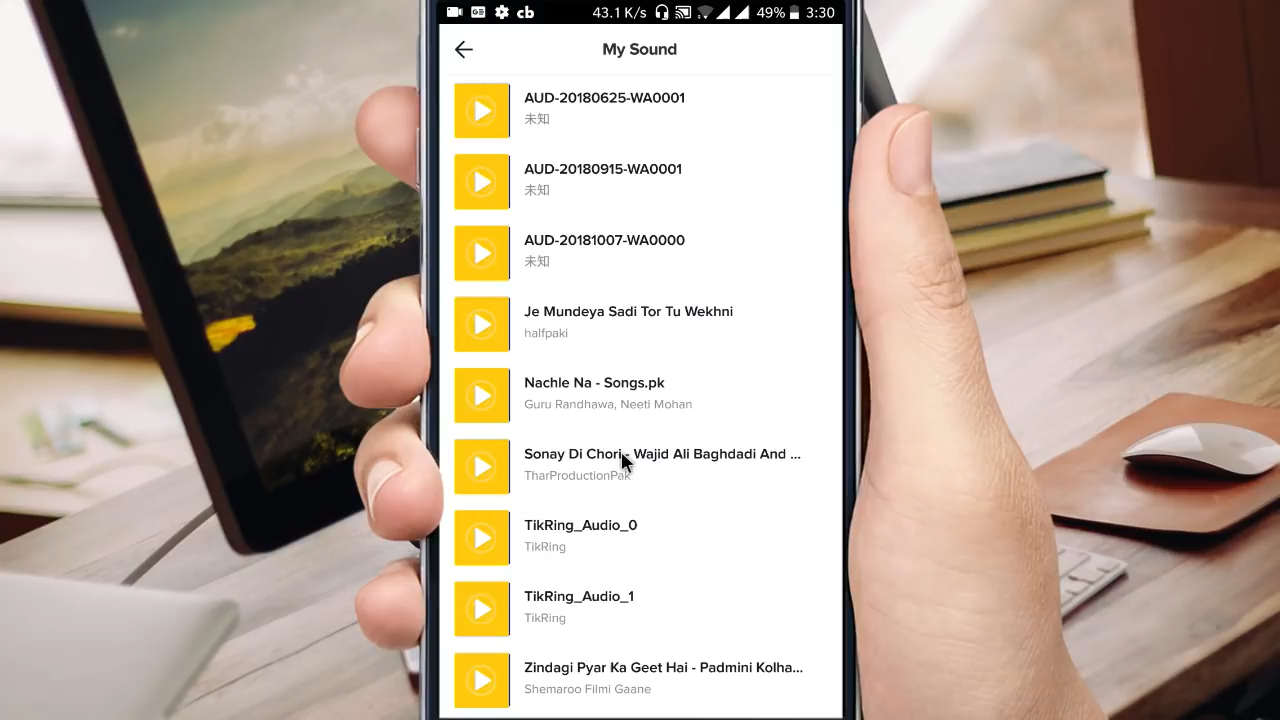 cb 43.1 K/s 49% 3:30
My Sound
AUD-20180625-WA0001
未知
AUD-20180915-WA0001
未知
AUD-20181007-WA0000
未知
Je Mundeya Sadi Tor Tu Wekhni
halfpaki
Nachle Na - Songs.pk
Guru Randhawa, Neeti Mohan
Sonay Di Chori - Wajid Ali Baghdadi And ...
TharProductionPak
TikRing_Audio_0
TikRing
TikRing_Audio_1
TikRing
Zindagi Pyar Ka Geet Hai - Padmini Kolha...
Shemaroo Filmi Gaane